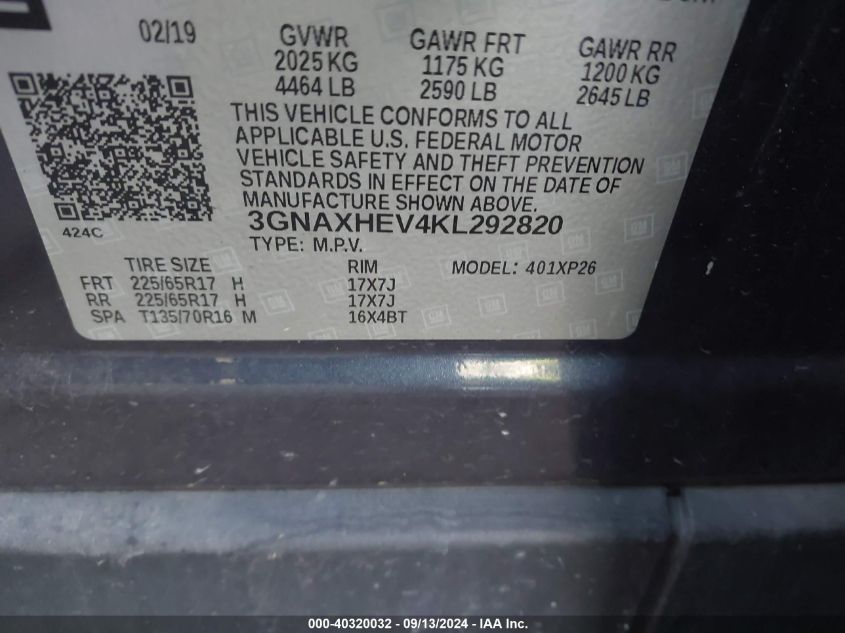 02/19 GVWR GAWR FRT GAWR RR
2025 KG 1175 KG 1200 KG
4464 LB 2590 LB 2645 LB
THIS VEHICLE CONFORMS TO ALL
APPLICABLE U.S. FEDERAL MOTOR
VEHICLE SAFETY AND THEFT PREVENTION
STANDARDS IN EFFECT ON THE DATE OF
MANUFACTURE SHOWN ABOVE.
424C
3GNAXHEV4KL292820
TYPE: M.P.V.
TIRE SIZE RIM MODEL: 401XP26
FRT 225/65R17 H 17X7J
RR 225/65R17 H 17X7J
SPA T135/70R16 M 16X4BT
000-40320032 - 09/13/2024 - IAA Inc.